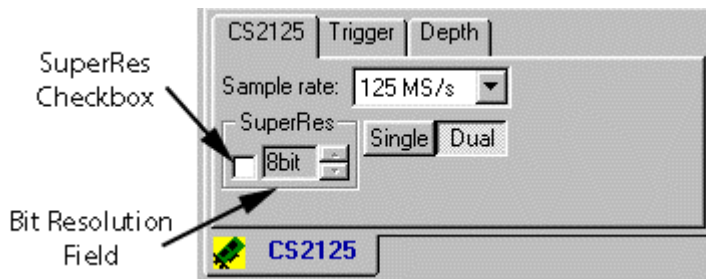 CS2125 Trigger Depth
SuperRes
Checkbox
Sample rate: 125 MS/s
SuperRes
8bit
Single Dual
Bit Resolution
Field
CS2125